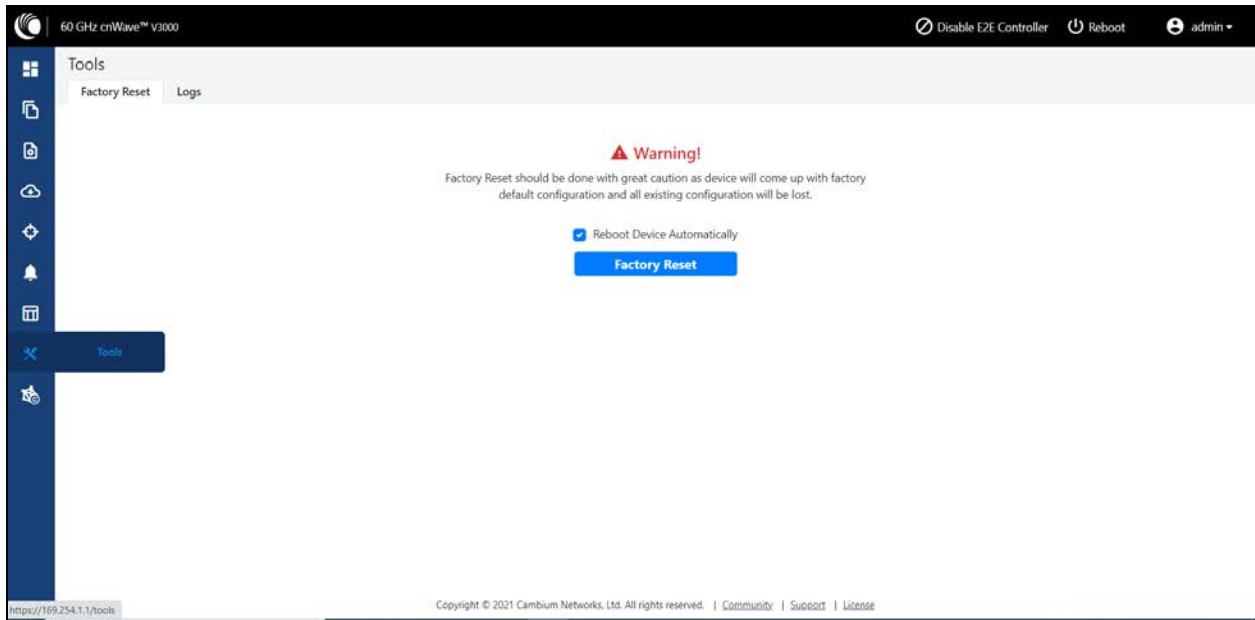 60 GHz cnWave™ V3000
Disable E2E Controller
Reboot
admin
Tools
Factory Reset
Logs
Warning!
Factory Reset should be done with great caution as device will come up with factory
default configuration and all existing configuration will be lost.
Reboot Device Automatically
Factory Reset
Tools
https://169.254.1.1/tools
Copyright © 2021 Cambium Networks, Ltd. All rights reserved. | Community | Support | License